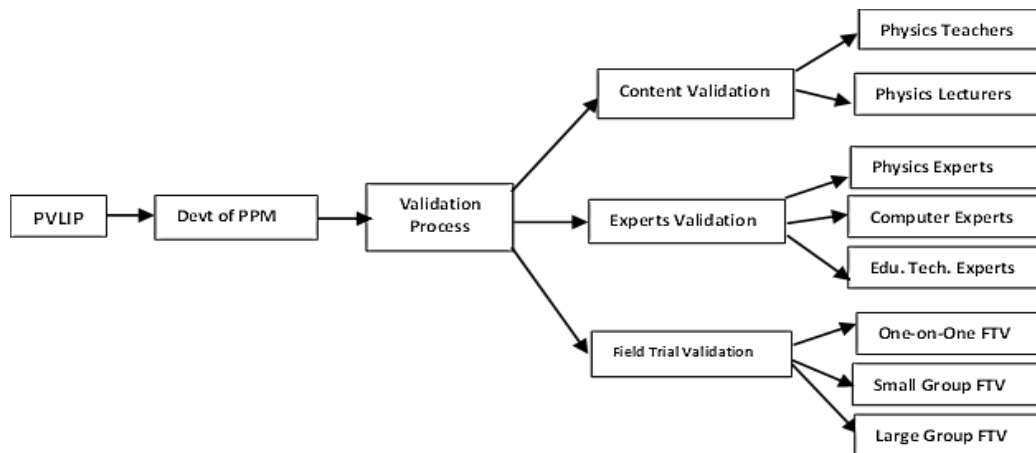 PVLIP
Devt of PPM
Validation
Process
Content Validation
Physics Teachers
Physics Lecturers
Experts Validation
Physics Experts
Computer Experts
Edu. Tech. Experts
Field Trial Validation
One-on-One FTV
Small Group FTV
Large Group FTV